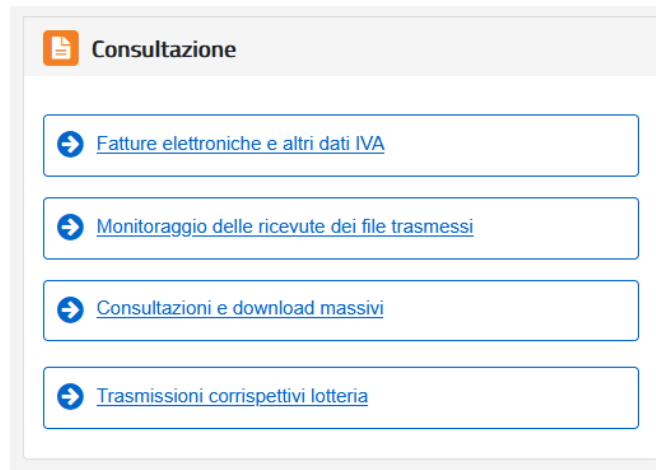 Consultazione
Fatture elettroniche e altri dati IVA
Monitoraggio delle ricevute dei file trasmessi
Consultazioni e download massivi
Trasmissioni corrispettivi lotteria